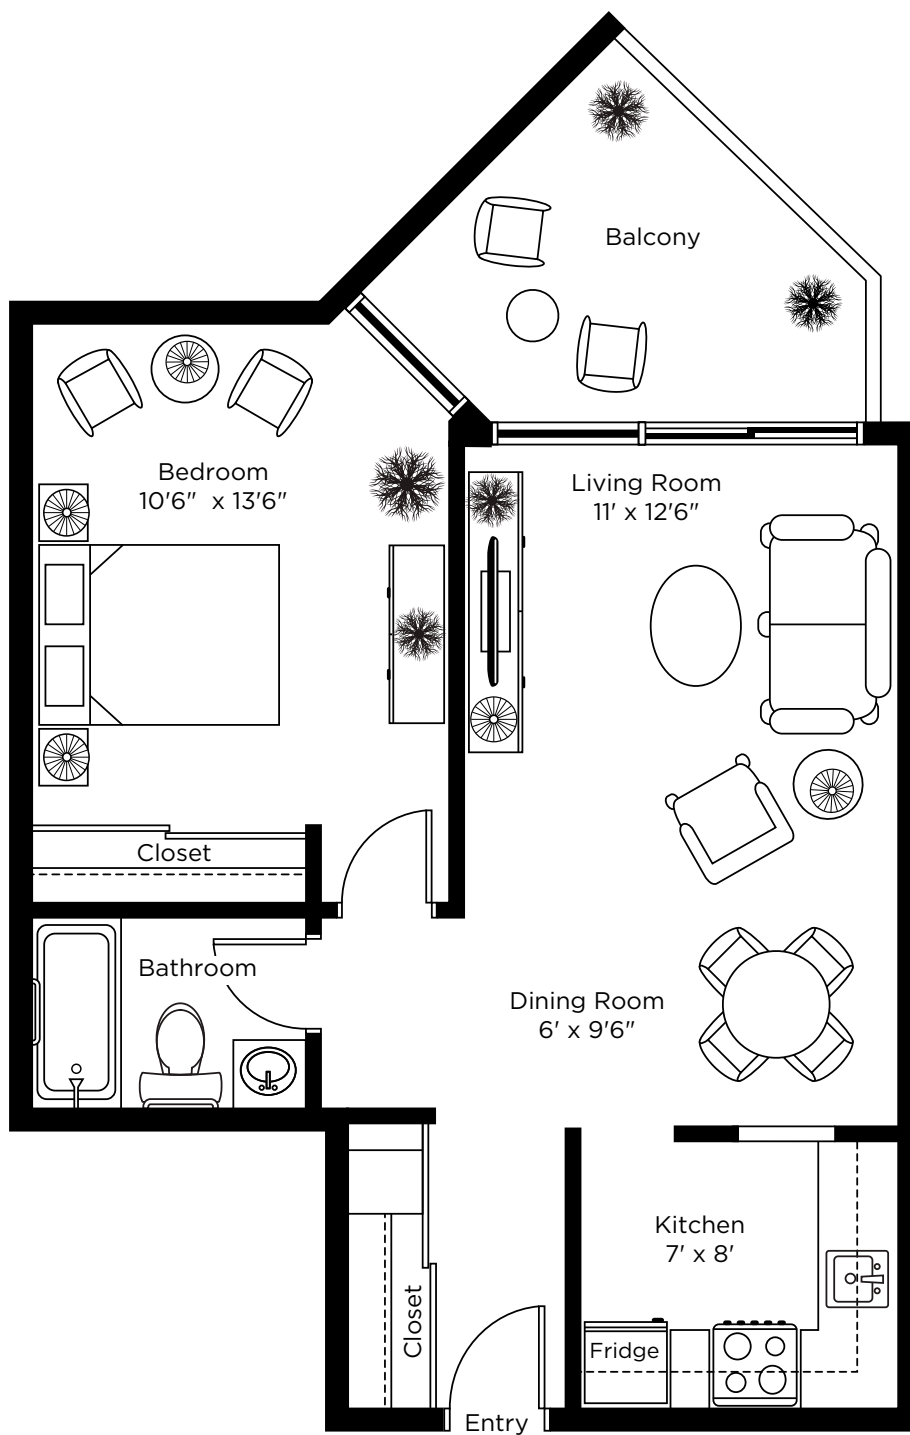 Balcony
Bedroom
10'6" x 13'6"
Living Room
11' x 12'6"
Closet
Bathroom
Dining Room
6' x 9'6"
Kitchen
7' x 8'
Closet
Fridge
Entry